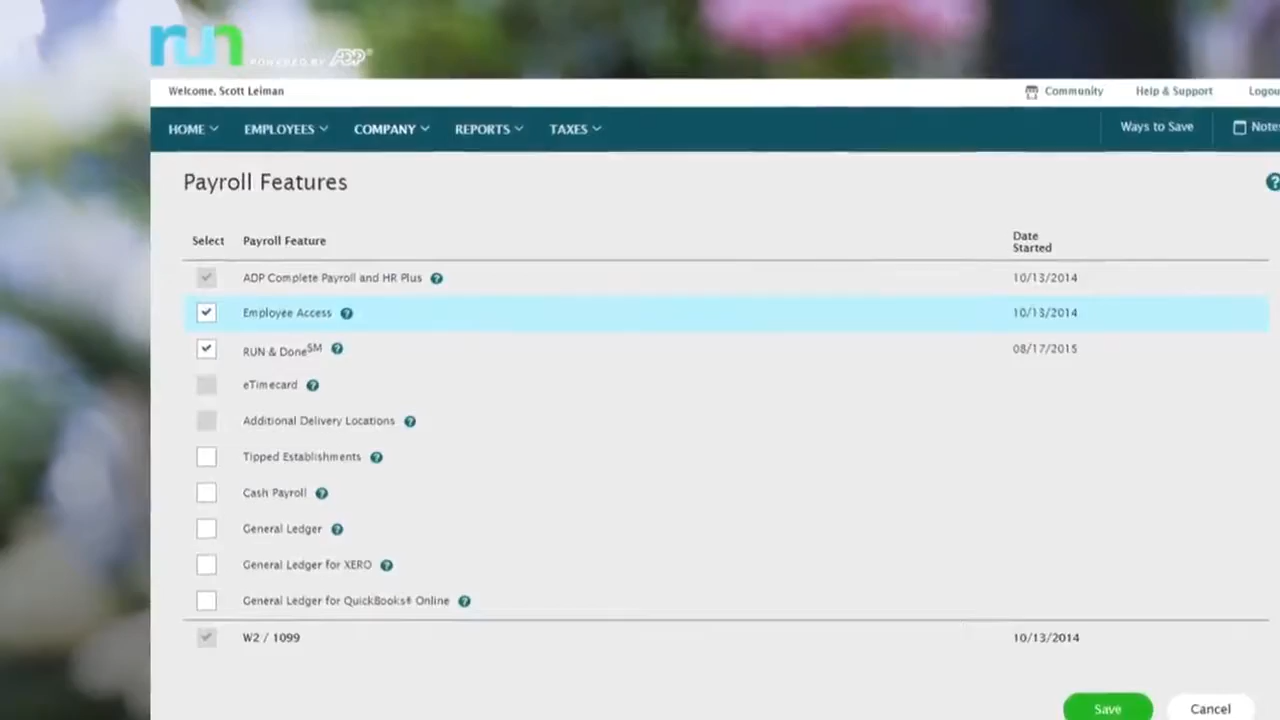 run POWERED BY ADP®
Welcome, Scott Leiman
Community
Help & Support
Logou
HOME
EMPLOYEES
COMPANY
REPORTS
TAXES
Ways to Save
Note
Payroll Features
?
Select
Payroll Feature
Date
Started
ADP Complete Payroll and HR Plus ?
10/13/2014
Employee Access ?
10/13/2014
RUN & Done℠ ?
08/17/2015
eTimecard ?
Additional Delivery Locations ?
Tipped Establishments ?
Cash Payroll ?
General Ledger ?
General Ledger for XERO ?
General Ledger for QuickBooks® Online ?
W2 / 1099
10/13/2014
Save
Cancel